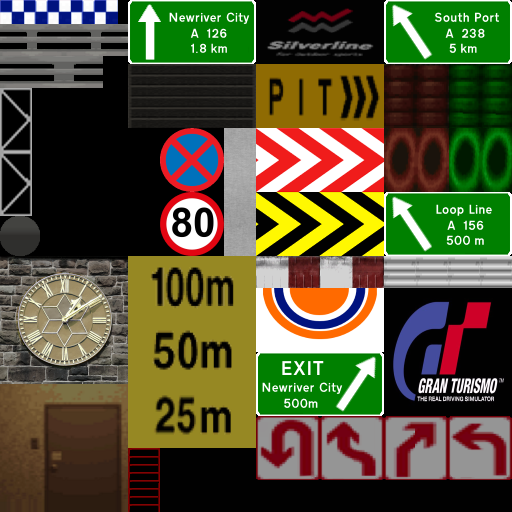 Newriver City
A 126
1.8 km
Silverline
South Port
A 238
5 km
PIT
80
Loop Line
A 156
500 m
100m
50m
25m
EXIT
Newriver City
500m
GRAN TURISMO™
THE REAL DRIVING SIMULATOR